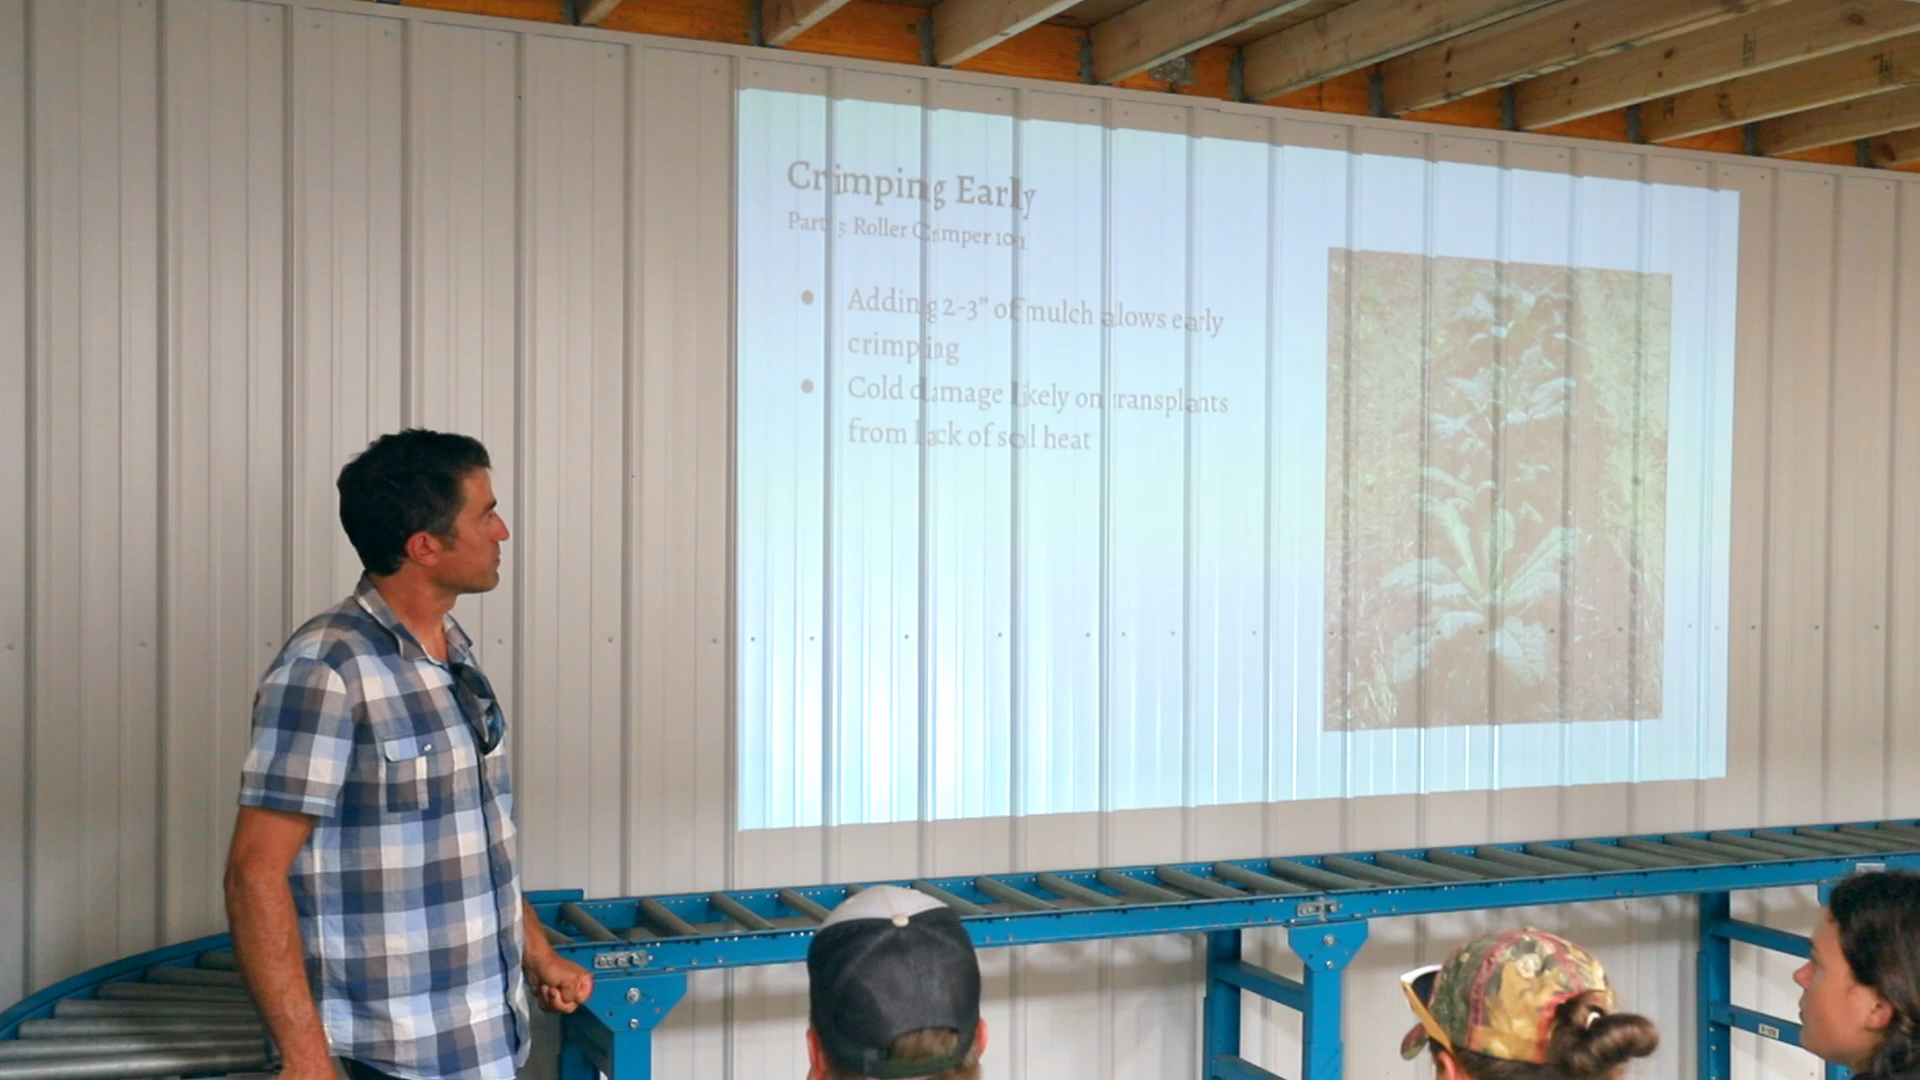 Crimping Early
Part 3: Roller Crimper 101
• Adding 2-3" of mulch alows early
crimping
• Cold damage likely on transplants
from lack of soil heat